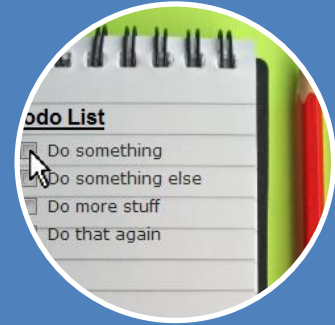 odo List
Do something
Do something else
Do more stuff
Do that again